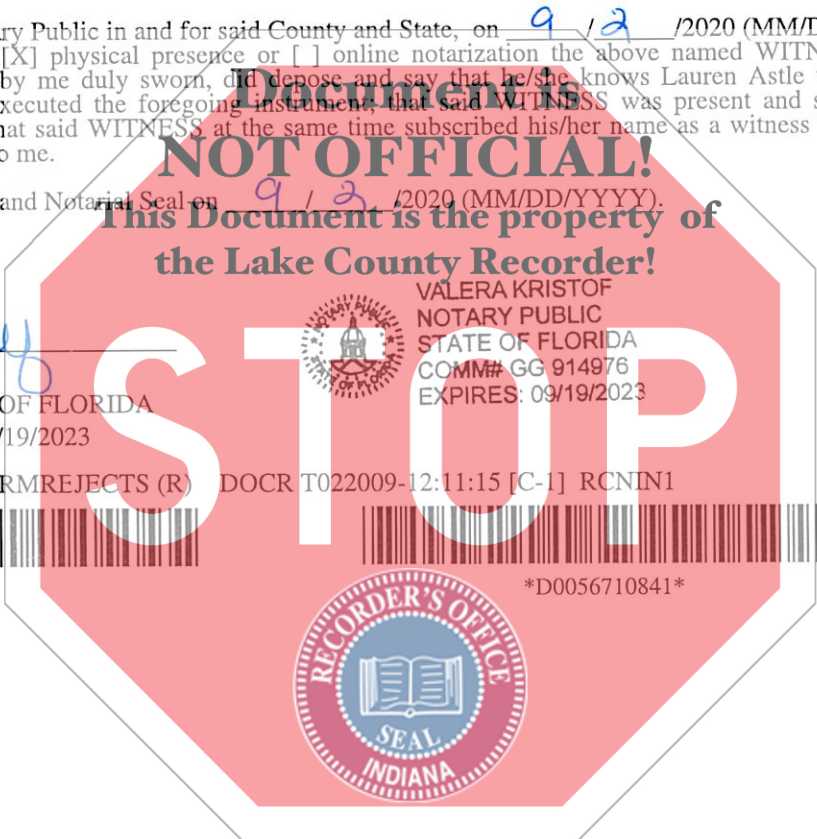 ry Public in and for said County and State, on 9 / 2 /2020 (MM/D
[X] physical presence or [ ] online notarization the above named WITN
by me duly sworn, did depose and say that he/she knows Lauren Astle
Document is
xecuted the foregoing instrument; that said WITNESS was present and s
at said WITNESS at the same time subscribed his/her name as a witness
o me.
NOT OFFICIAL!
and Notarial Seal on 9 / 2 /2020 (MM/DD/YYYY).
This Document is the property of
the Lake County Recorder!
VALERA KRISTOF
NOTARY PUBLIC
STATE OF FLORIDA
COMM# GG 914976
EXPIRES: 09/19/2023
NOTARY PUBLIC
STATE OF FLORIDA
STOP
OF FLORIDA
/19/2023
RMREJECTS (R) DOCR T022009-12:11:15 [C-1] RCNIN1
*D0056710841*
RECORDER'S OFFICE
SEAL
INDIANA